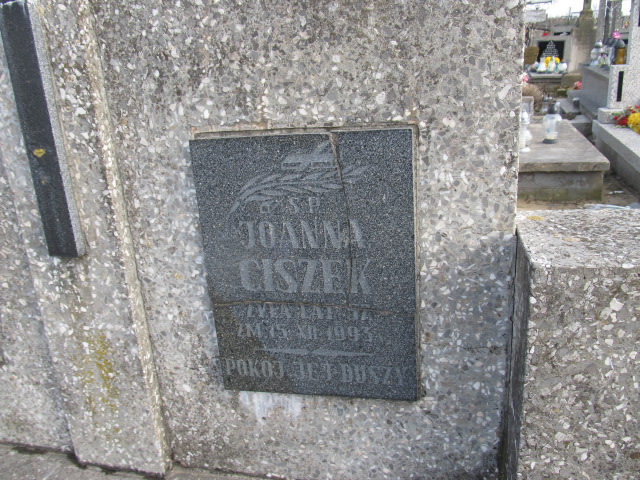 Ś.P.
JOANNA
CISZEK
ŻYŁA LAT
ZM. 15. XII. 1993
POKÓJ JEJ DUSZY